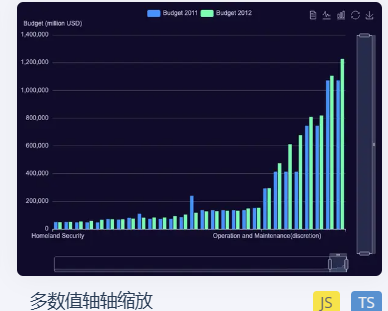 Budget 2011 Budget 2012
Budget (million USD)
1,400,000
1,200,000
1,000,000
800,000
600,000
400,000
200,000
0
Homeland Security Operation and Maintenance(discretion)
多数值轴轴缩放 JS TS